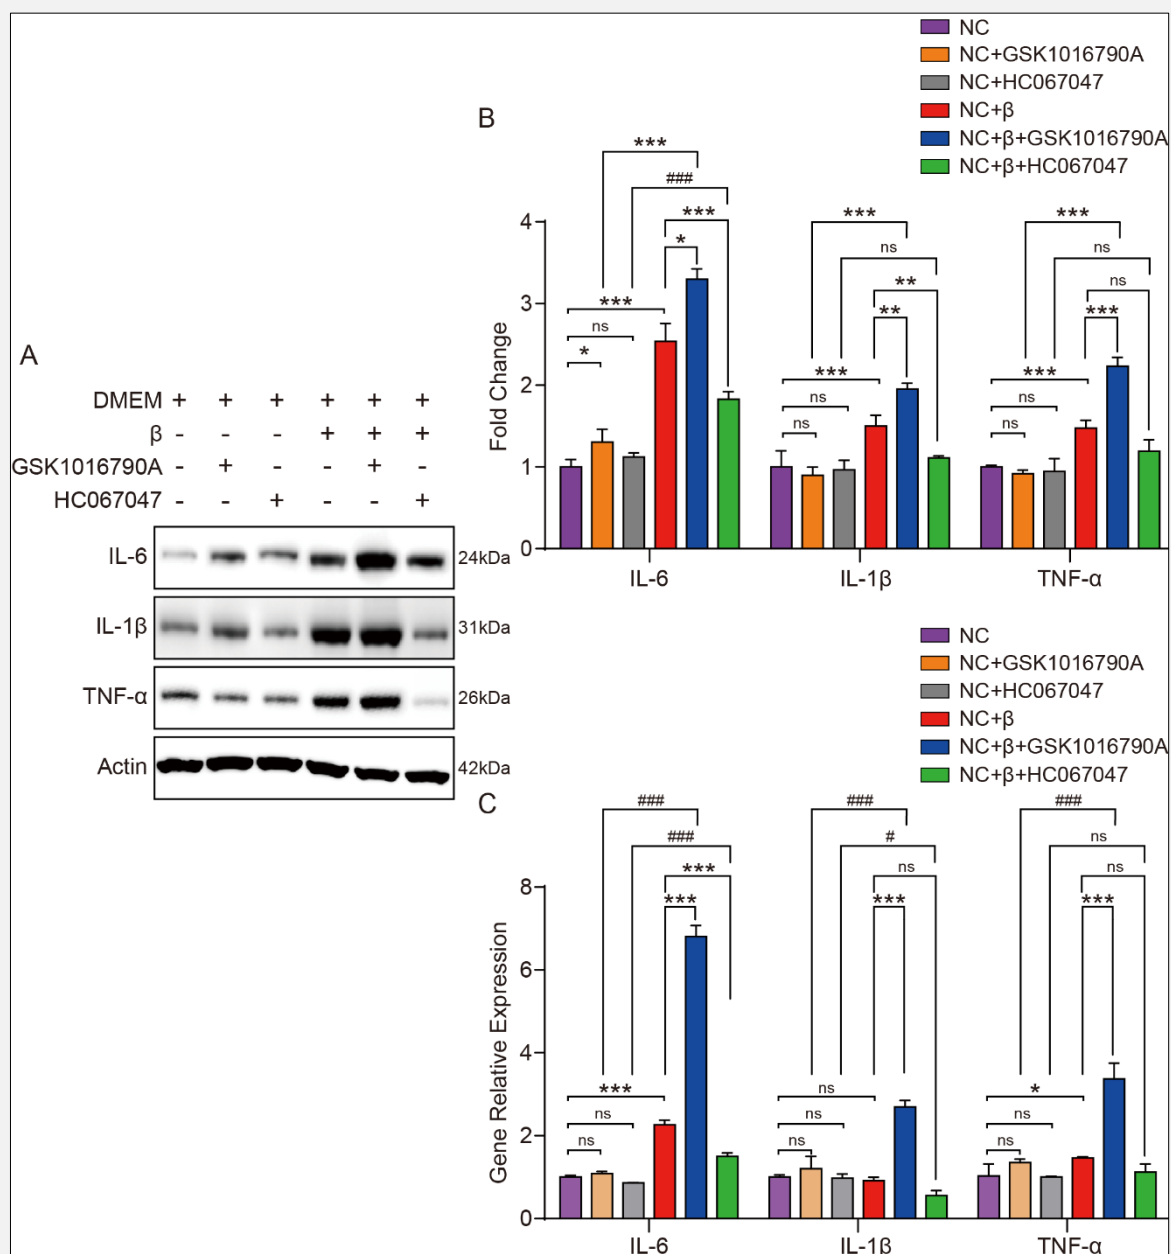 NC
NC+GSK1016790A
NC+HC067047
NC+β
NC+β+GSK1016790A
NC+β+HC067047
B
***
###
***
*
***
ns
*
***
ns
**
**
***
ns
ns
***
ns
ns
***
***
ns
ns
4
3
2
1
0
Fold Change
IL-6 IL-1β TNF-α
A
DMEM + + + + + +
β - - - + + +
GSK1016790A - + - - + -
HC067047 - - + - - +
IL-6 24kDa
IL-1β 31kDa
TNF-α 26kDa
Actin 42kDa
NC
NC+GSK1016790A
NC+HC067047
NC+β
NC+β+GSK1016790A
NC+β+HC067047
C
###
###
***
***
***
ns
ns
###
#
ns
***
ns
ns
ns
###
ns
ns
***
*
ns
ns
8
6
4
2
0
Gene Relative Expression
IL-6 IL-1β TNF-α